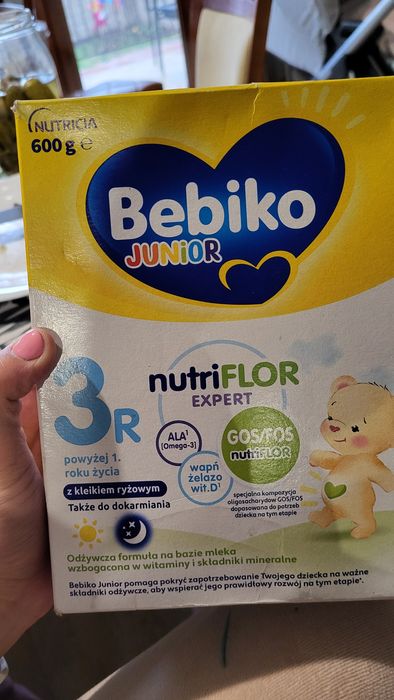 NUTRICIA
600 g e
Bebiko
JUNIOR
nutriFLOR
EXPERT
3R
ALA¹
[Omega-3]
GOS/FOS
nutriFLOR
wapń
żelazo
wit.D¹
powyżej 1.
roku życia
z kleikiem ryżowym
Także do dokarmiania
specjalna kompozycja
oligosacharydów GOS/FOS
dopasowana do potrzeb
dziecka na tym etapie
Odżywcza formuła na bazie mleka
wzbogacona w witaminy i składniki mineralne
Bebiko Junior pomaga pokryć zapotrzebowanie Twojego dziecka na ważne
składniki odżywcze, aby wspierać jego prawidłowy rozwój na tym etapie¹.